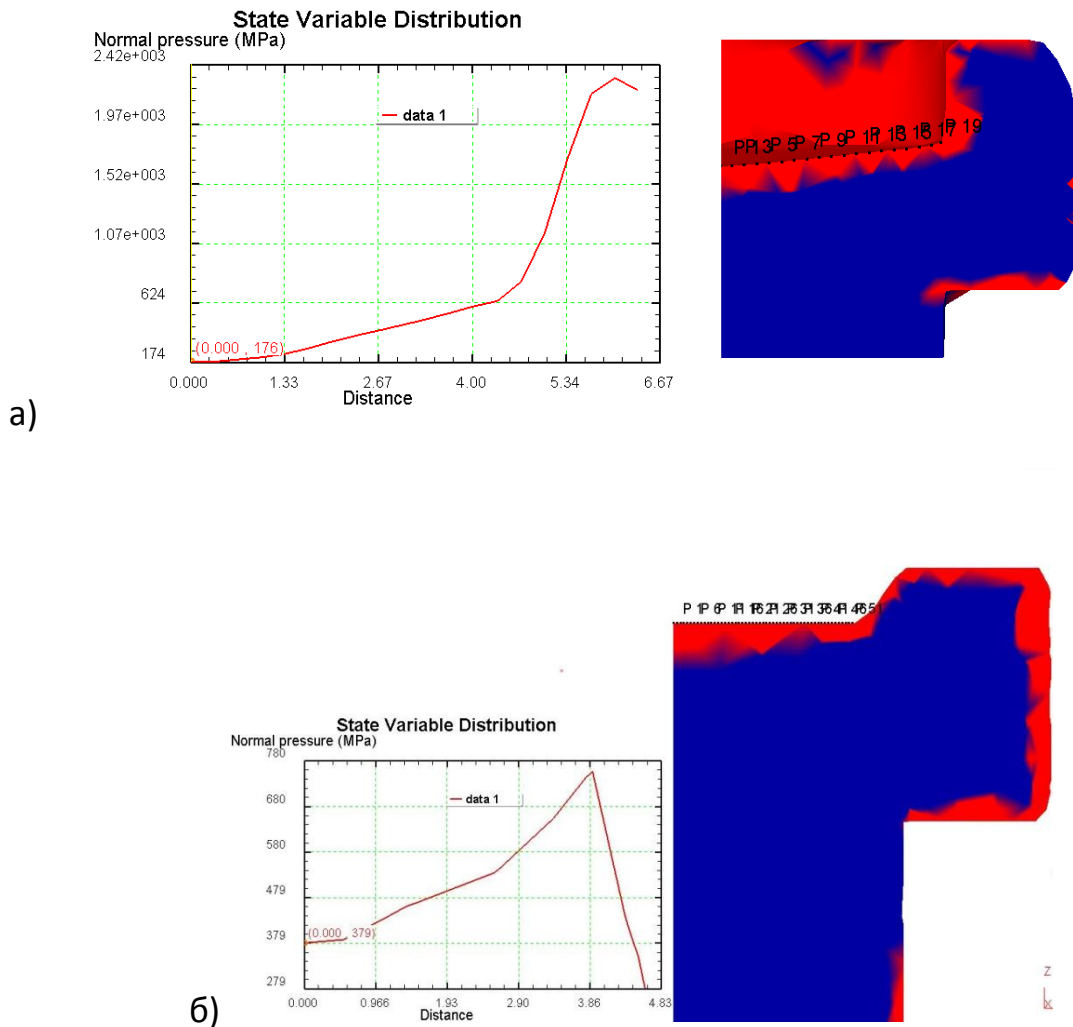 State Variable Distribution
Normal pressure (MPa)
2.42e+003
1.97e+003
1.52e+003
1.07e+003
624
174
data 1
(0.000 , 176)
0.000 1.33 2.67 4.00 5.34 6.67
Distance
а)
State Variable Distribution
Normal pressure (MPa)
780
680
580
479
379
279
data 1
(0.000 , 379)
0.000 0.966 1.93 2.90 3.86 4.83
Distance
б)
Z
X